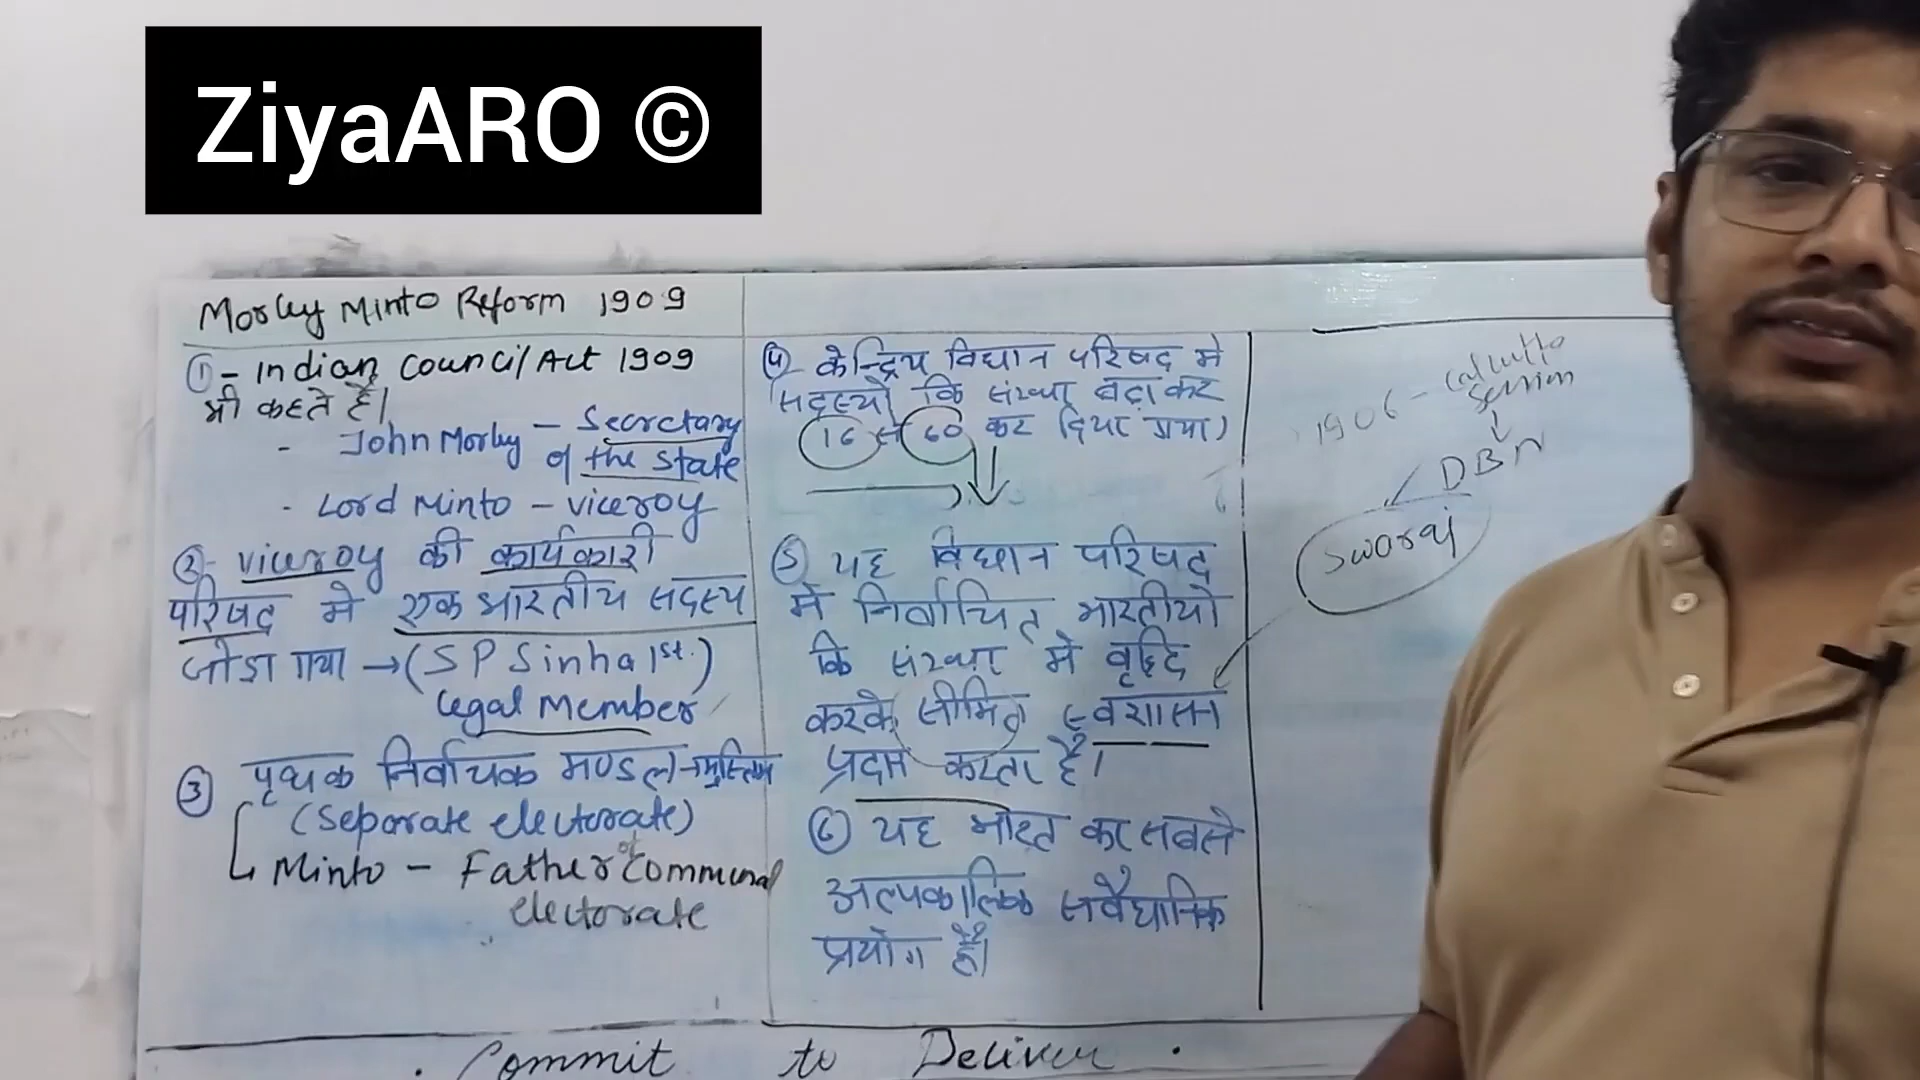 ZiyaARO ©
Morley Minto Reform 1909
① - Indian Council Act 1909
भी कहते हैं।
- John Morley - Secretary
of the state
- Lord Minto - viceroy
② - viceroy की कार्यकारी
परिषद मे एक भारतीय सदस्य
जोडा गया → (S P Sinha 1st.)
Legal Member
③ पृथक निर्वाचक मण्डल → मुस्लिम
(Seporate electorate)
Minto - Father of Communal
electorate
④ - केन्द्रिय विधान परिषद मे
सदस्यो कि संख्या बढ़ा कर
16 से 60 कर दिया गया)
⑤ यह विधान परिषद
में निर्वाचित भारतीयो
कि संख्या मे वृद्दि
करके सीमित स्वशासन
प्रदान करता है।
⑥ यह भारत का सबसे
अल्पकालिक सवैधानिक
प्रयोग है।
1906 - Calcutta
Session
DBN
Swaraj
. Commit to Deliver .